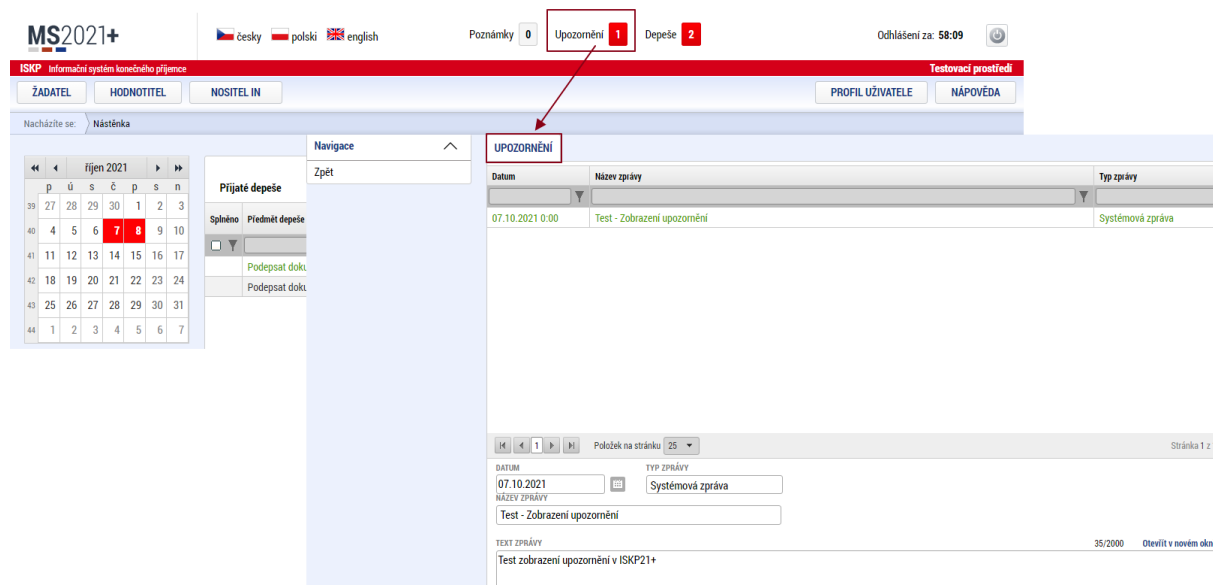 MS2021+ česky polski english Poznámky 0 Upozornění 1 Depeše 2 Odhlášení za: 58:09
ISKP Informační systém konečného příjemce Testovací prostředí
ŽADATEL HODNOTITEL NOSITEL IN PROFIL UŽIVATELE NÁPOVĚDA
Nacházíte se: Nástěnka
říjen 2021
p ú s č p s n
39 27 28 29 30 1 2 3
40 4 5 6 7 8 9 10
41 11 12 13 14 15 16 17
42 18 19 20 21 22 23 24
43 25 26 27 28 29 30 31
44 1 2 3 4 5 6 7
Přijaté depeše
Splněno Předmět depeše
Podepsat doku
Podepsat doku
Navigace
Zpět
UPOZORNĚNÍ
Datum Název zprávy Typ zprávy
07.10.2021 0:00 Test - Zobrazení upozornění Systémová zpráva
1 Položek na stránku 25 Stránka 1 z
DATUM TYP ZPRÁVY
07.10.2021 Systémová zpráva
NÁZEV ZPRÁVY
Test - Zobrazení upozornění
TEXT ZPRÁVY 35/2000 Otevřít v novém okn
Test zobrazení upozornění v ISKP21+